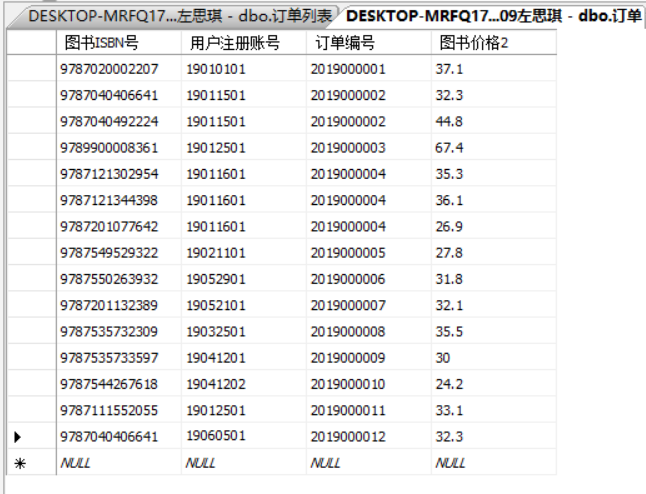 DESKTOP-MRFQ17...左思琪 - dbo.订单列表 DESKTOP-MRFQ17...09左思琪 - dbo.订单
图书ISBN号 用户注册账号 订单编号 图书价格2
9787020002207 19010101 2019000001 37.1
9787040406641 19011501 2019000002 32.3
9787040492224 19011501 2019000002 44.8
9789900008361 19012501 2019000003 67.4
9787121302954 19011601 2019000004 35.3
9787121344398 19011601 2019000004 36.1
9787201077642 19011601 2019000004 26.9
9787549529322 19021101 2019000005 27.8
9787550263932 19052901 2019000006 31.8
9787201132389 19052101 2019000007 32.1
9787535732309 19032501 2019000008 35.5
9787535733597 19041201 2019000009 30
9787544267618 19041202 2019000010 24.2
9787111552055 19012501 2019000011 33.1
9787040406641 19060501 2019000012 32.3
NULL NULL NULL NULL